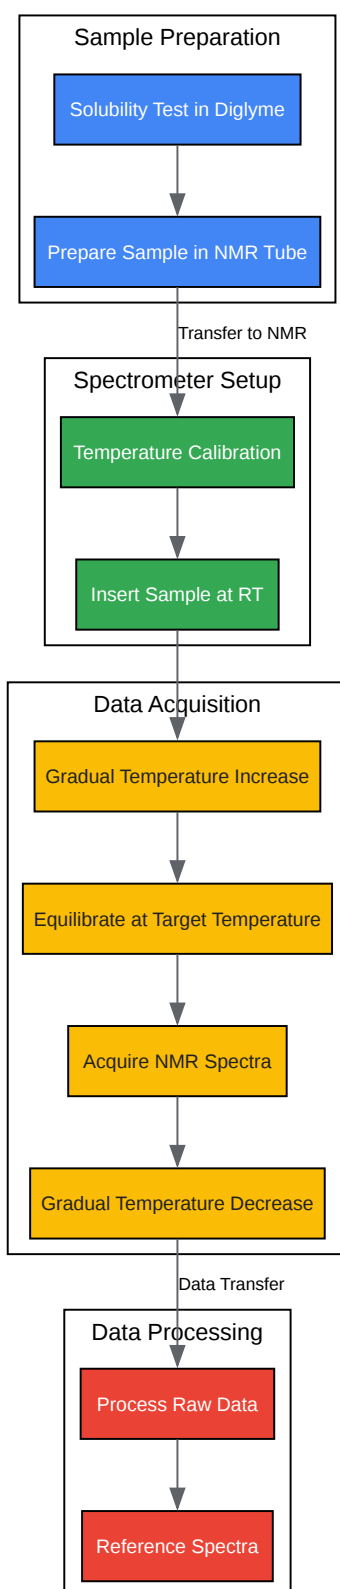 Sample Preparation
Solubility Test in Diglyme
Prepare Sample in NMR Tube
Transfer to NMR
Spectrometer Setup
Temperature Calibration
Insert Sample at RT
Data Acquisition
Gradual Temperature Increase
Equilibrate at Target Temperature
Acquire NMR Spectra
Gradual Temperature Decrease
Data Transfer
Data Processing
Process Raw Data
Reference Spectra